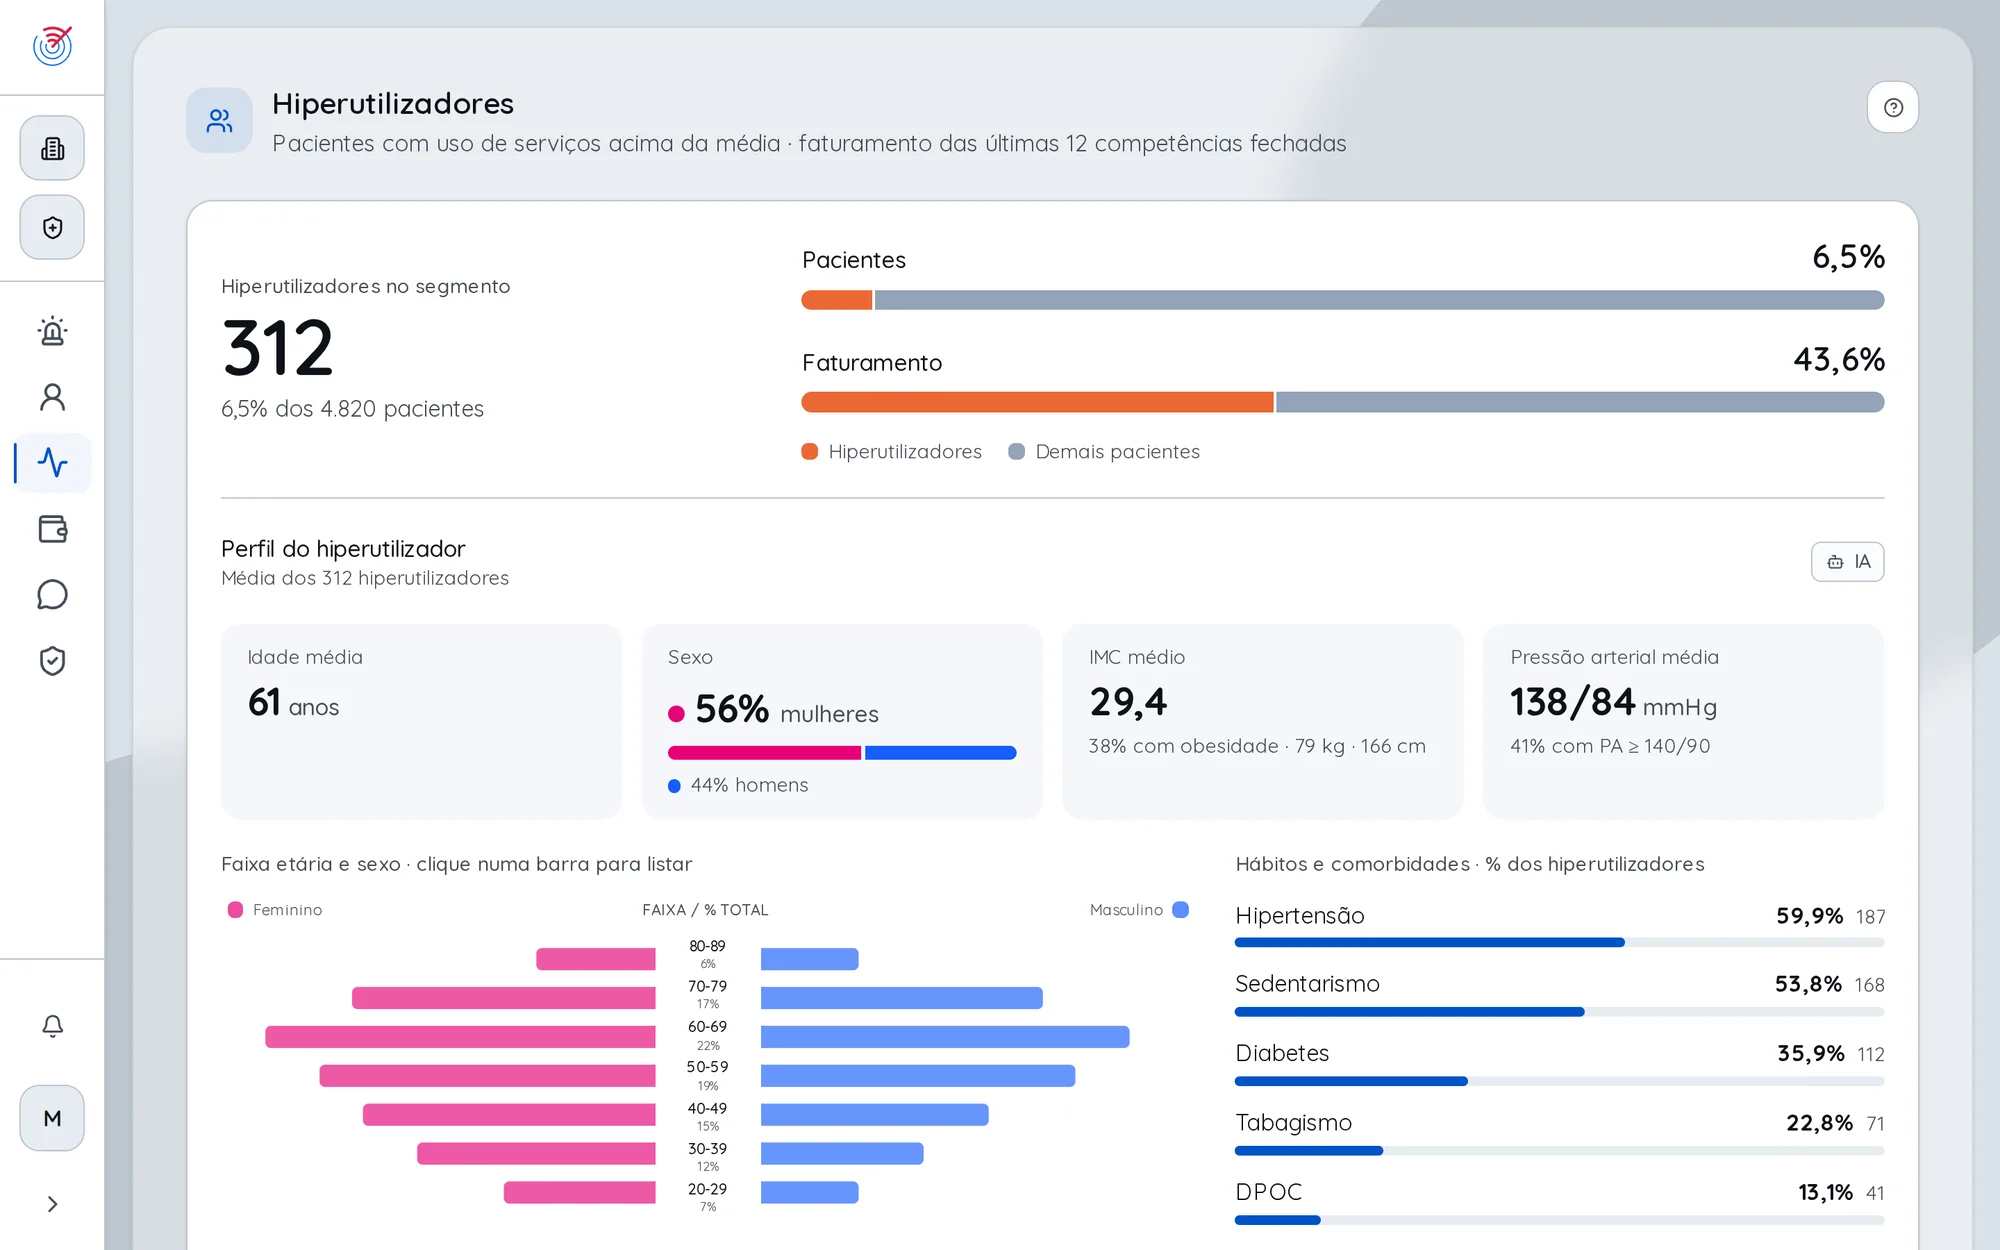 Hiperutilizadores
Pacientes com uso de serviços acima da média · faturamento das últimas 12 competências fechadas
Hiperutilizadores no segmento
312
6,5% dos 4.820 pacientes
Pacientes
6,5%
Faturamento
43,6%
Hiperutilizadores
Demais pacientes
Perfil do hiperutilizador
Média dos 312 hiperutilizadores
IA
Idade média
61 anos
Sexo
56% mulheres
44% homens
IMC médio
29,4
38% com obesidade · 79 kg · 166 cm
Pressão arterial média
138/84 mmHg
41% com PA ≥ 140/90
Faixa etária e sexo · clique numa barra para listar
Feminino
FAIXA / % TOTAL
Masculino
80-89
6%
70-79
17%
60-69
22%
50-59
19%
40-49
15%
30-39
12%
20-29
7%
Hábitos e comorbidades · % dos hiperutilizadores
Hipertensão
59,9% 187
Sedentarismo
53,8% 168
Diabetes
35,9% 112
Tabagismo
22,8% 71
DPOC
13,1% 41
M